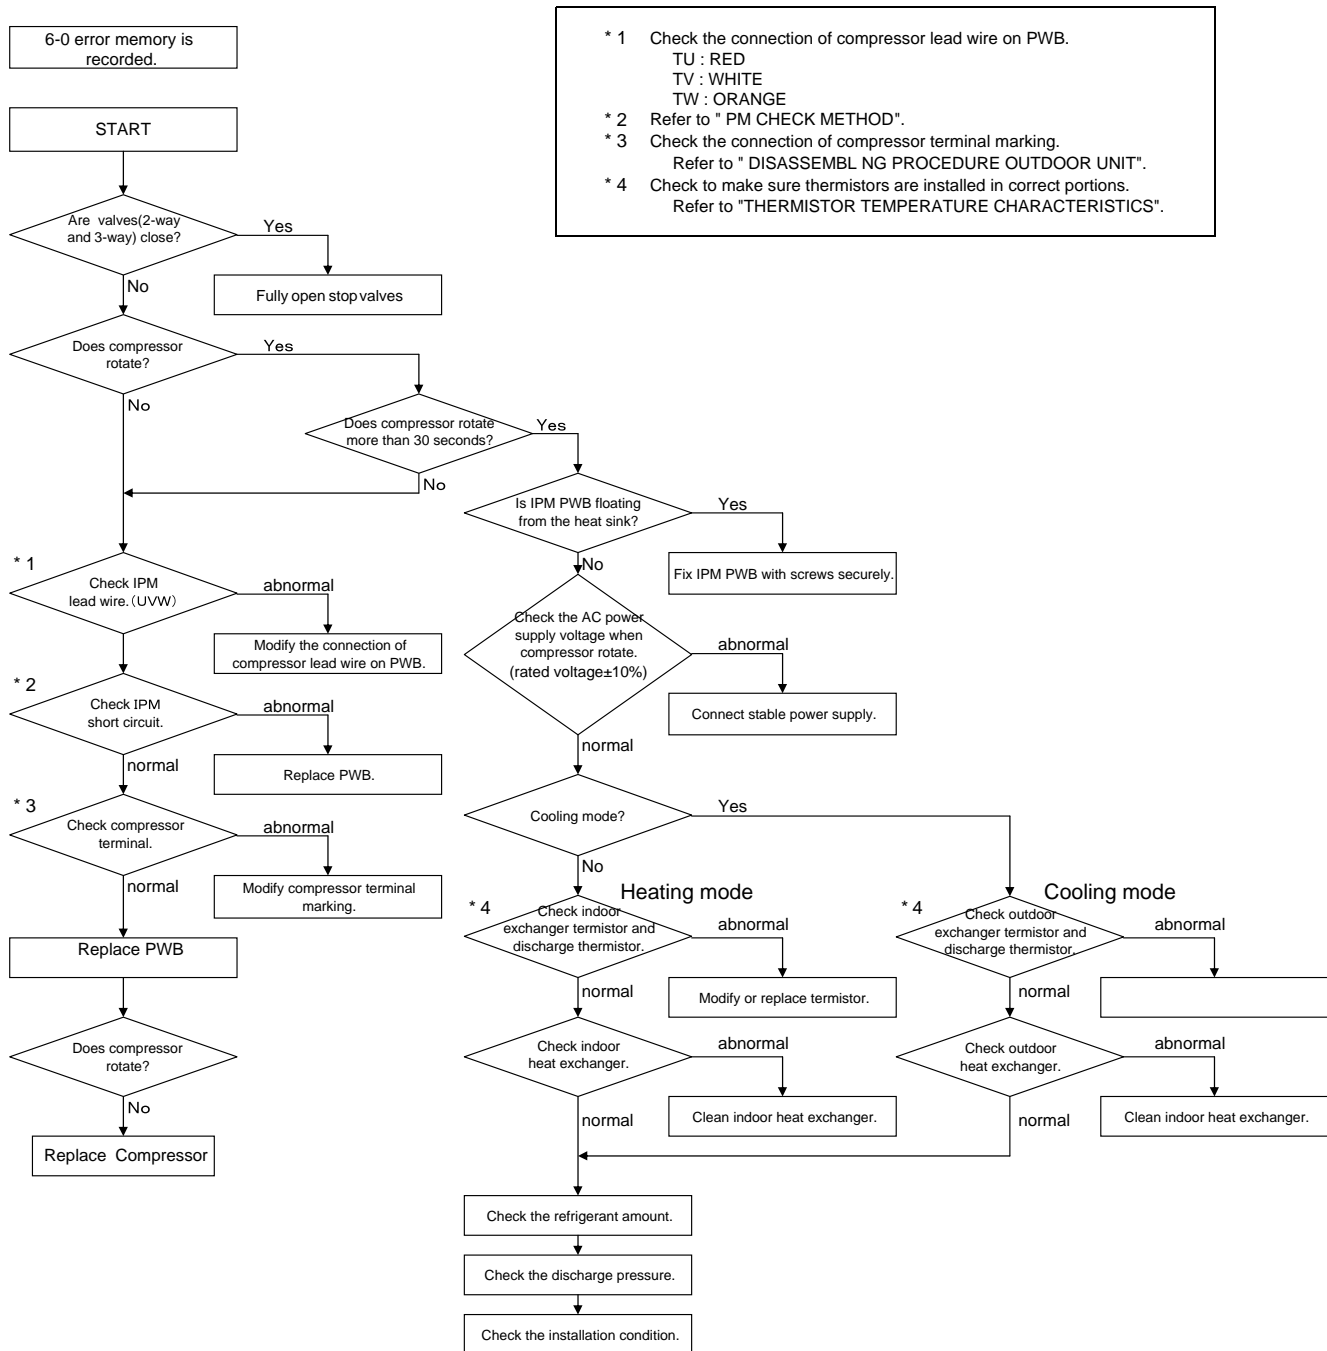 6-0 error memory is
recorded.
* 1 Check the connection of compressor lead wire on PWB.
TU : RED
TV : WHITE
TW : ORANGE
* 2 Refer to " PM CHECK METHOD".
* 3 Check the connection of compressor terminal marking.
Refer to " DISASSEMBL NG PROCEDURE OUTDOOR UNIT".
* 4 Check to make sure thermistors are installed in correct portions.
Refer to "THERMISTOR TEMPERATURE CHARACTERISTICS".
START
Are valves(2-way
and 3-way) close?
Yes
No
Fully open stop valves
Does compressor
rotate?
Yes
No
Does compressor rotate
more than 30 seconds?
Yes
No
Is IPM PWB floating
from the heat sink?
Yes
No
Fix IPM PWB with screws securely.
* 1
Check IPM
lead wire.(UVW)
abnormal
Modify the connection of
compressor lead wire on PWB.
Check the AC power
supply voltage when
compressor rotate.
(rated voltage±10%)
abnormal
Connect stable power supply.
normal
* 2
Check IPM
short circuit.
abnormal
normal
Replace PWB.
* 3
Check compressor
terminal.
abnormal
normal
Modify compressor terminal
marking.
Replace PWB
Does compressor
rotate?
No
Replace Compressor
Cooling mode?
Yes
No
Heating mode
* 4
Check indoor
exchanger termistor and
discharge thermistor.
abnormal
normal
Modify or replace termistor.
Check indoor
heat exchanger.
abnormal
normal
Clean indoor heat exchanger.
Cooling mode
* 4
Check outdoor
exchanger termistor and
discharge thermistor.
abnormal
normal
Check outdoor
heat exchanger.
abnormal
normal
Clean indoor heat exchanger.
Check the refrigerant amount.
Check the discharge pressure.
Check the installation condition.